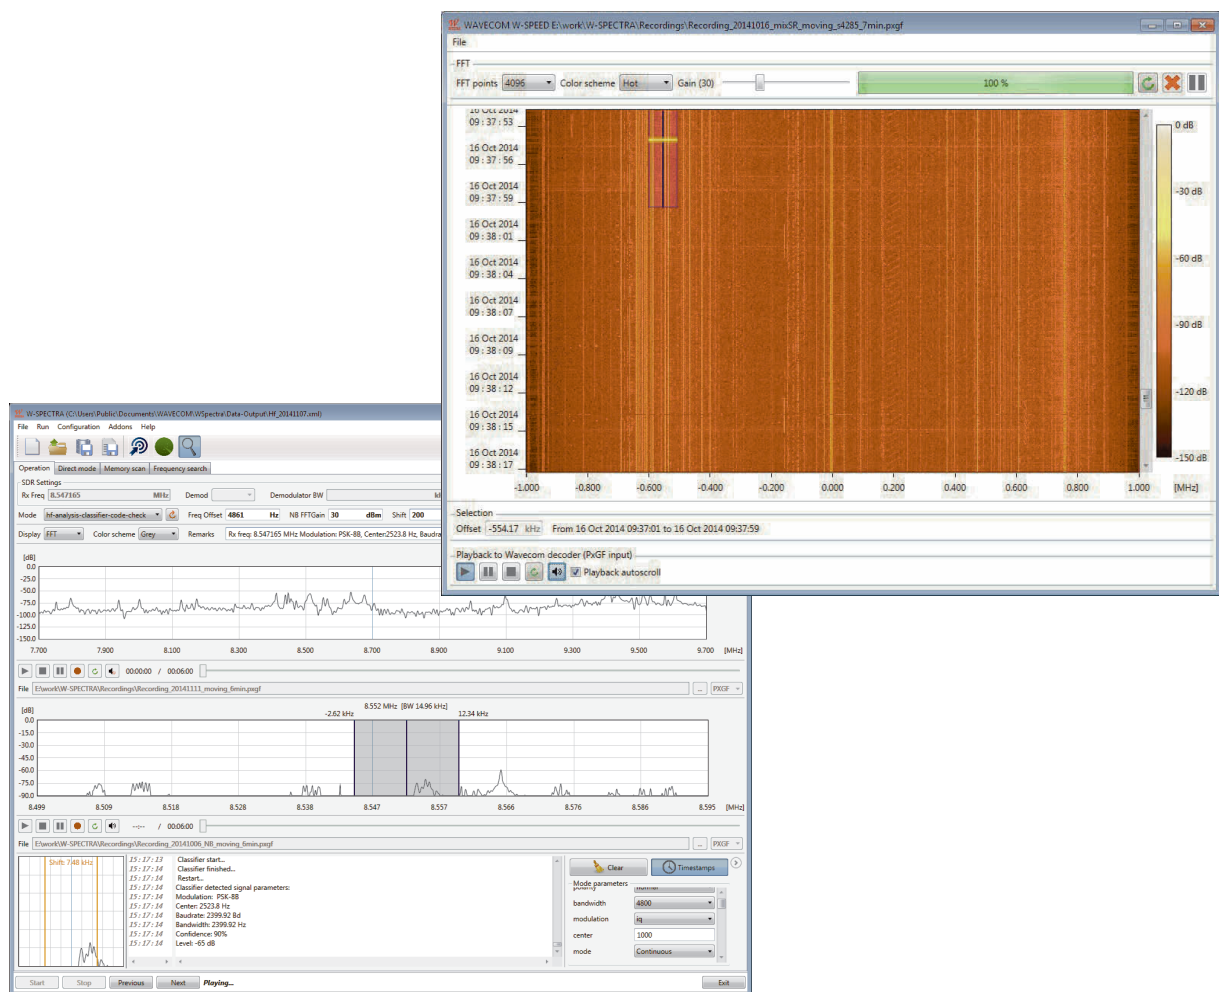 WAVECOM W-SPEED E:\work\W-SPECTRA\Recordings\Recording_20141016_mixSR_moving_s4285_7min.pxgf
File
FFT
FFT points 4096 Color scheme Hot Gain (30) 100 %
16 Oct 2014
09 : 37 : 53
16 Oct 2014
09 : 37 : 56
16 Oct 2014
09 : 37 : 59
16 Oct 2014
09 : 38 : 01
16 Oct 2014
09 : 38 : 04
16 Oct 2014
09 : 38 : 07
16 Oct 2014
09 : 38 : 09
16 Oct 2014
09 : 38 : 12
16 Oct 2014
09 : 38 : 15
16 Oct 2014
09 : 38 : 17
0 dB
-30 dB
-60 dB
-90 dB
-120 dB
-150 dB
-1.000 -0.800 -0.600 -0.400 -0.200 0.000 0.200 0.400 0.600 0.800 1.000 [MHz]
Selection
Offset -554.17 kHz From 16 Oct 2014 09:37:01 to 16 Oct 2014 09:37:59
Playback to Wavecom decoder (PxGF input)
Playback autoscroll
W-SPECTRA (C:\Users\Public\Documents\WAVECOM\WSpectra\Data-Output\Hf_20141107.xml)
File Run Configuration Addons Help
Operation Direct mode Memory scan Frequency search
SDR Settings
Rx Freq 8.547165 MHz Demod Demodulator BW
Mode hf-analysis-classifier-code-check Freq Offset 4861 Hz NB FFTGain 30 dBm Shift 200
Display FFT Color scheme Grey Remarks Rx freq: 8.547165 MHz Modulation: PSK-8B, Center:2523.8 Hz, Baudra
[dB]
0.0
-25.0
-50.0
-75.0
-100.0
-125.0
-150.0
7.700 7.900 8.100 8.300 8.500 8.700 8.900 9.100 9.300 9.500 9.700 [MHz]
00:00:00 / 00:06:00
File E:\work\W-SPECTRA\Recordings\Recording_20141111_moving_6min.pxgf ... PXGF
8.552 MHz [BW 14.96 kHz]
-2.62 kHz 12.34 kHz
[dB]
0.0
-15.0
-30.0
-45.0
-60.0
-75.0
-90.0
8.499 8.509 8.518 8.528 8.538 8.547 8.557 8.566 8.576 8.586 8.595 [MHz]
--:-- / 00:06:00
File E:\work\W-SPECTRA\Recordings\Recording_20141006_NB_moving_6min.pxgf ... PXGF
Shift: 7.48 kHz
15:17:13 Classifier start...
15:17:14 Classifier finished...
15:17:14 Restart...
15:17:14 Classifier detected signal parameters:
15:17:14 Modulation: PSK-8B
15:17:14 Center: 2523.8 Hz
15:17:14 Baudrate: 2399.92 Bd
15:17:14 Bandwidth: 2399.92 Hz
15:17:14 Confidence: 90%
15:17:14 Level: -65 dB
Clear Timestamps
Mode parameters
polarity normal
bandwidth 4800
modulation iq
center 1000
mode Continuous
Start Stop Previous Next Playing... Exit